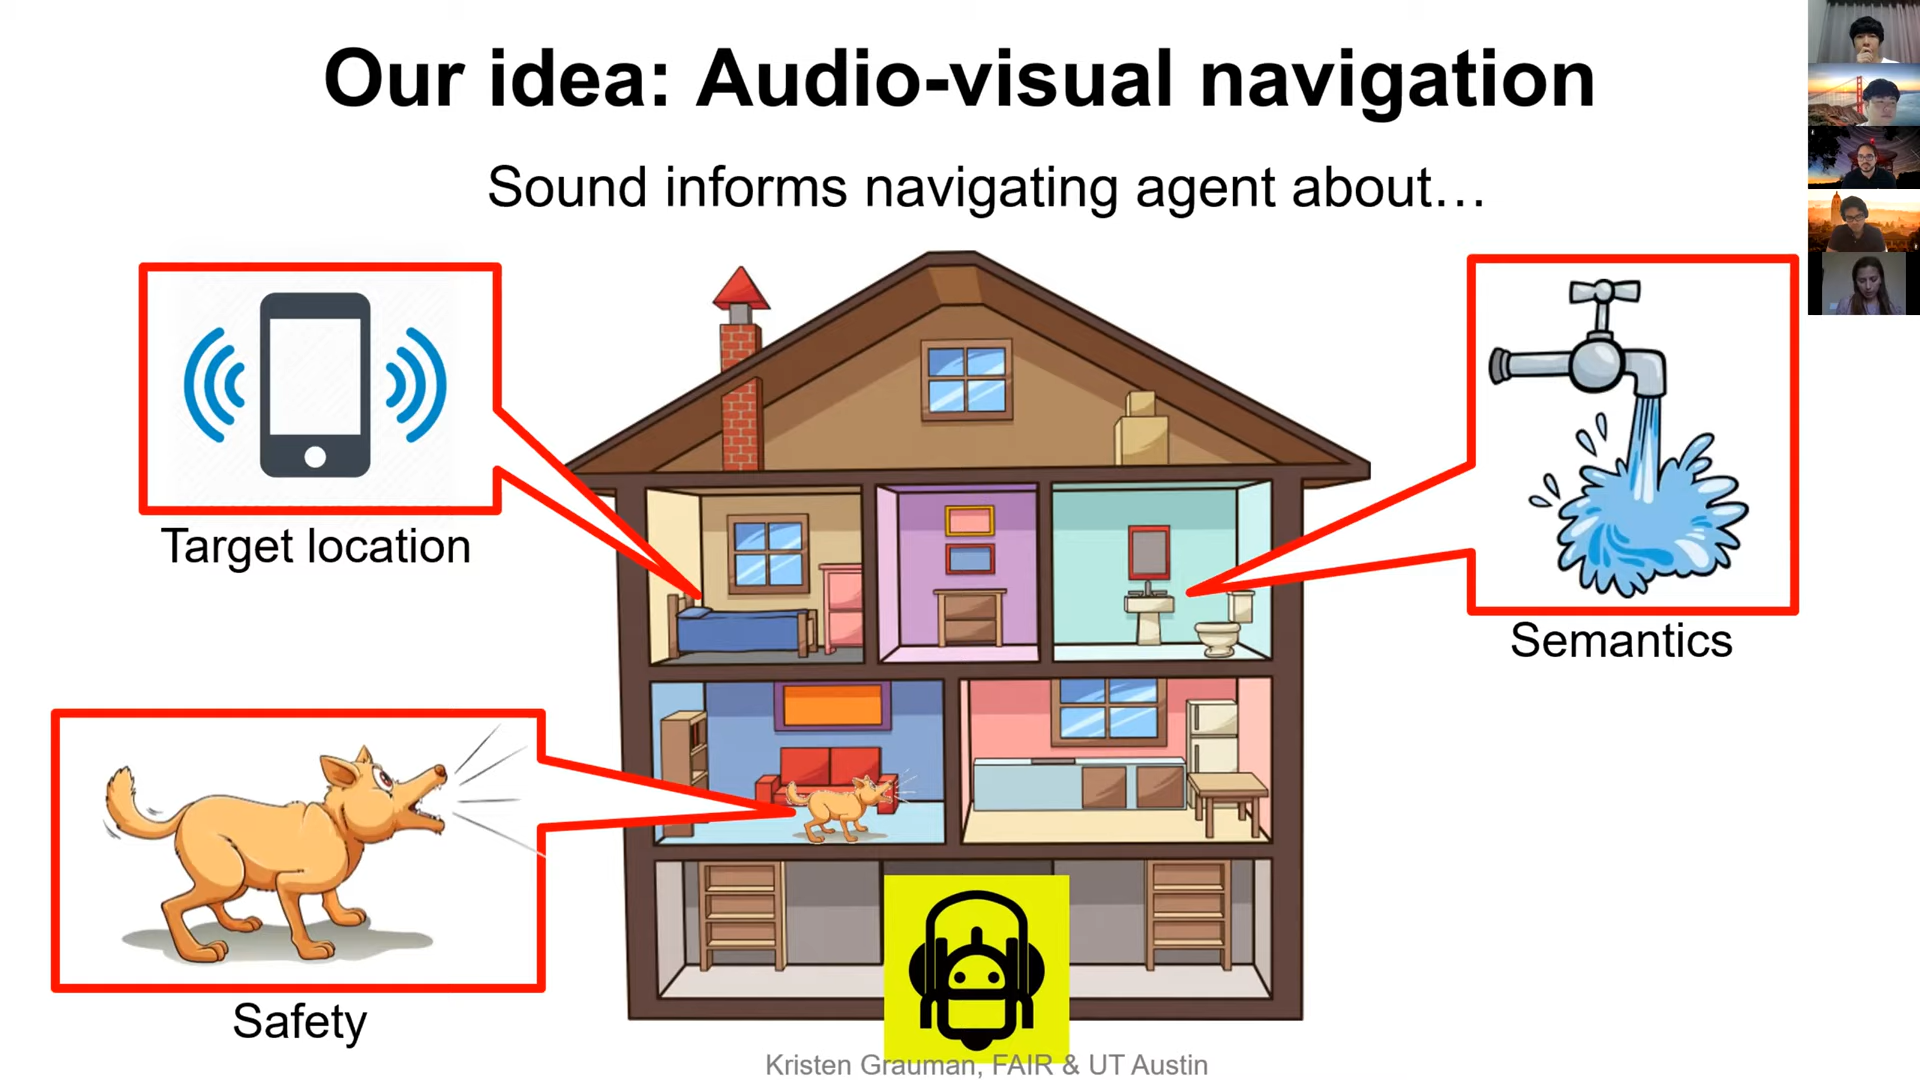 Our idea: Audio-visual navigation
Sound informs navigating agent about…
Target location
Semantics
Safety
Kristen Grauman, FAIR & UT Austin